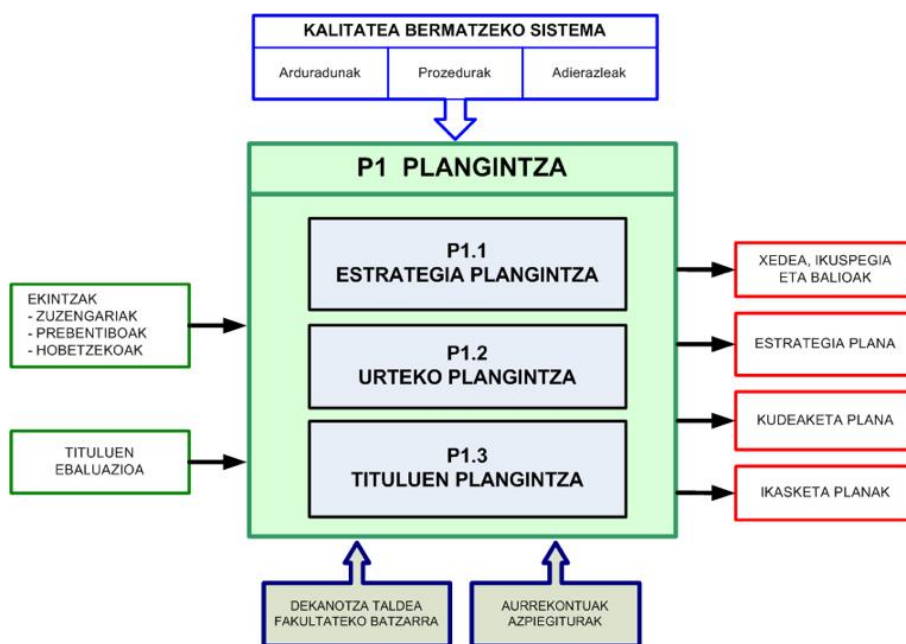 KALITATEA BERMATZEKO SISTEMA
Arduradunak
Prozedurak
Adierazleak
P1 PLANGINTZA
P1.1
ESTRATEGIA PLANGINTZA
P1.2
URTEKO PLANGINTZA
P1.3
TITULUEN PLANGINTZA
EKINTZAK
- ZUZENGARIAK
- PREBENTIBOAK
- HOBETZEKOAK
TITULUEN
EBALUAZIOA
XEDEA, IKUSPEGIA
ETA BALIOAK
ESTRATEGIA PLANA
KUDEAKETA PLANA
IKASKETA PLANAK
DEKANOTZA TALDEA
FAKULTATEKO BATZARRA
AURREKONTUAK
AZPIEGITURAK